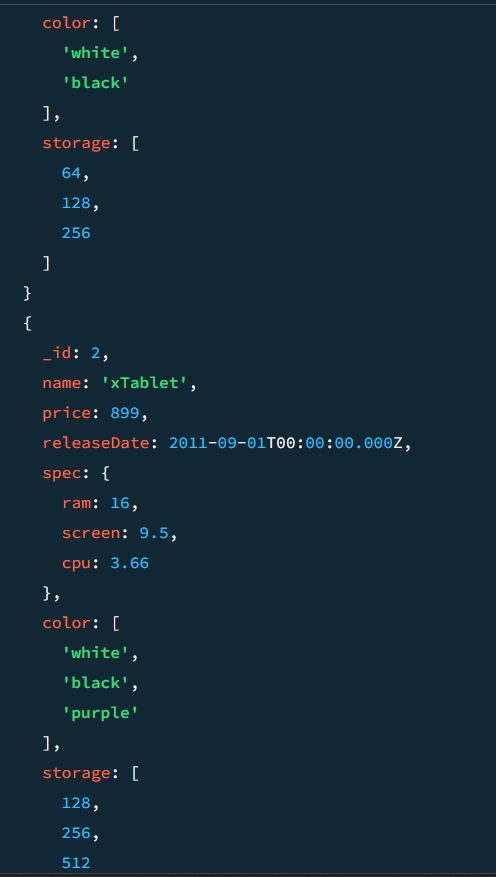 color: [
'white',
'black'
],
storage: [
64,
128,
256
]
}
{
_id: 2,
name: 'xTablet',
price: 899,
releaseDate: 2011-09-01T00:00:00.000Z,
spec: {
ram: 16,
screen: 9.5,
cpu: 3.66
},
color: [
'white',
'black',
'purple'
],
storage: [
128,
256,
512